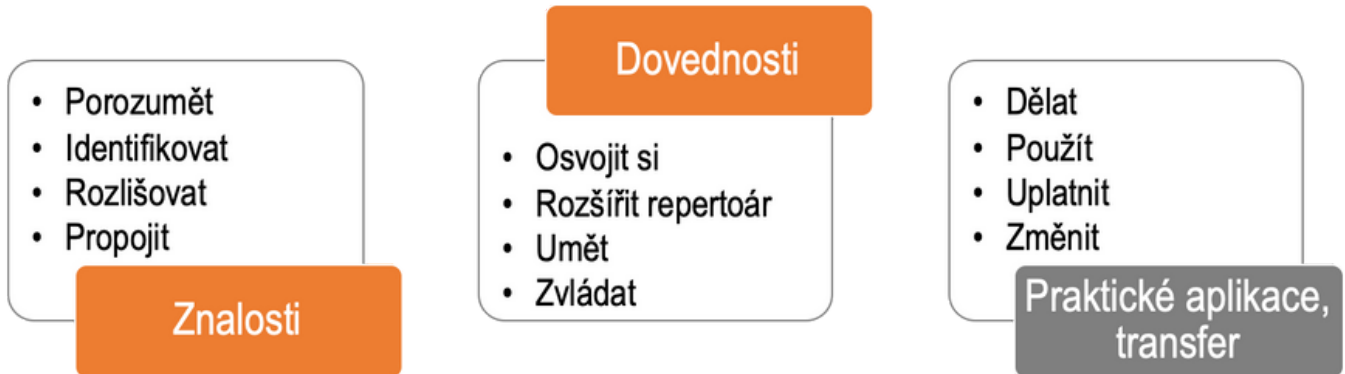 • Porozumět
• Identifikovat
• Rozlišovat
• Propojit
Znalosti
Dovednosti
• Osvojit si
• Rozšířit repertoár
• Umět
• Zvládat
• Dělat
• Použít
• Uplatnit
• Změnit
Praktické aplikace,
transfer